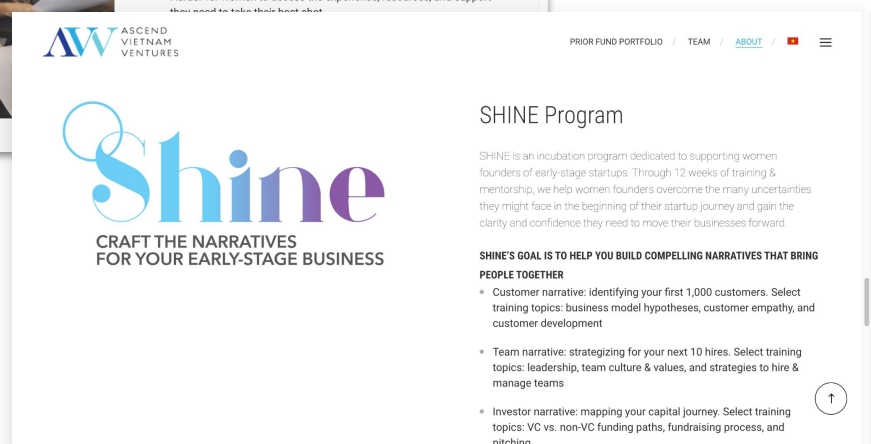 they need to take their best shot
ASCEND
VIETNAM
VENTURES
PRIOR FUND PORTFOLIO / TEAM / ABOUT /
Shine
CRAFT THE NARRATIVES
FOR YOUR EARLY-STAGE BUSINESS
SHINE Program
SHINE is an incubation program dedicated to supporting women
founders of early-stage startups. Through 12 weeks of training &
mentorship, we help women founders overcome the many uncertainties
they might face in the beginning of their startup journey and gain the
clarity and confidence they need to move their businesses forward.
SHINE'S GOAL IS TO HELP YOU BUILD COMPELLING NARRATIVES THAT BRING
PEOPLE TOGETHER
Customer narrative: identifying your first 1,000 customers. Select
training topics: business model hypotheses, customer empathy, and
customer development
Team narrative: strategizing for your next 10 hires. Select training
topics: leadership, team culture & values, and strategies to hire &
manage teams
Investor narrative: mapping your capital journey. Select training
topics: VC vs. non-VC funding paths, fundraising process, and
pitching